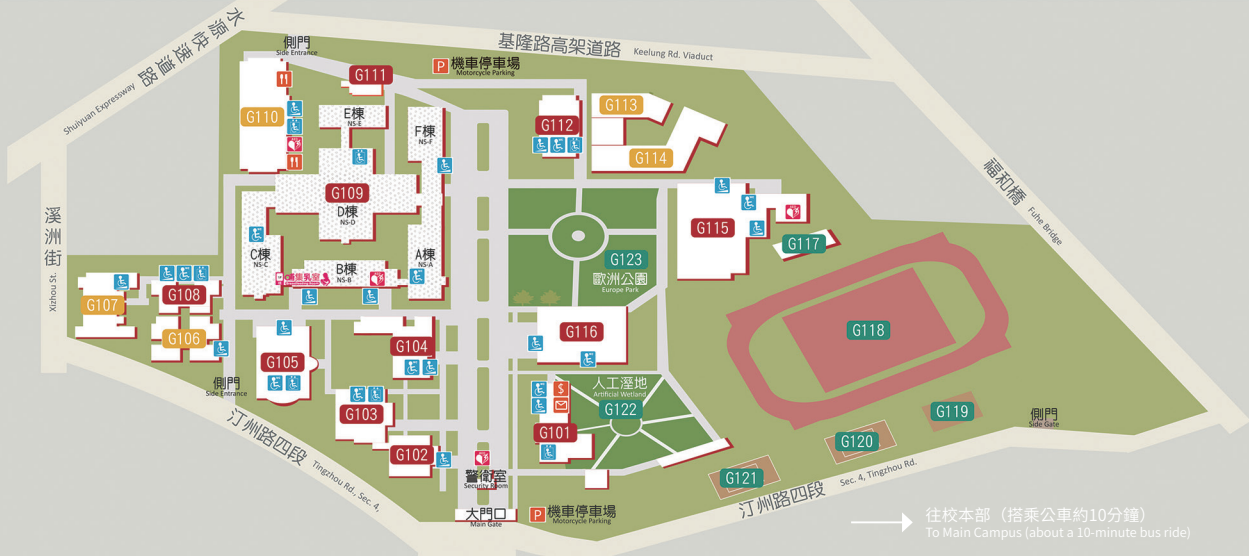 水源快速道路
Shuiyuan Expressway
側門
Side Entrance
基隆路高架道路
Keelung Rd. Viaduct
P
機車停車場
Motorcycle Parking
G111
G110
E棟
NS-E
F棟
NS-F
G112
G113
G114
福和橋
Fuhe Bridge
G109
D棟
NS-D
溪洲街
Xizhou St.
C棟
NS-C
A棟
NS-A
B棟
NS-B
哺集乳室
G115
G117
G123
歐洲公園
Europe Park
G107
G108
G106
G105
G104
G116
G118
人工溼地
Artificial Wetland
G122
側門
Side Entrance
G103
G102
$
G101
G119
G120
G121
側門
Side Gate
汀州路四段
Tingzhou Rd., Sec. 4,
警衛室
Security Room
大門口
Main Gate
P
機車停車場
Motorcycle Parking
汀州路四段
Sec. 4, Tingzhou Rd.
往校本部（搭乘公車約10分鐘）
To Main Campus (about a 10-minute bus ride)